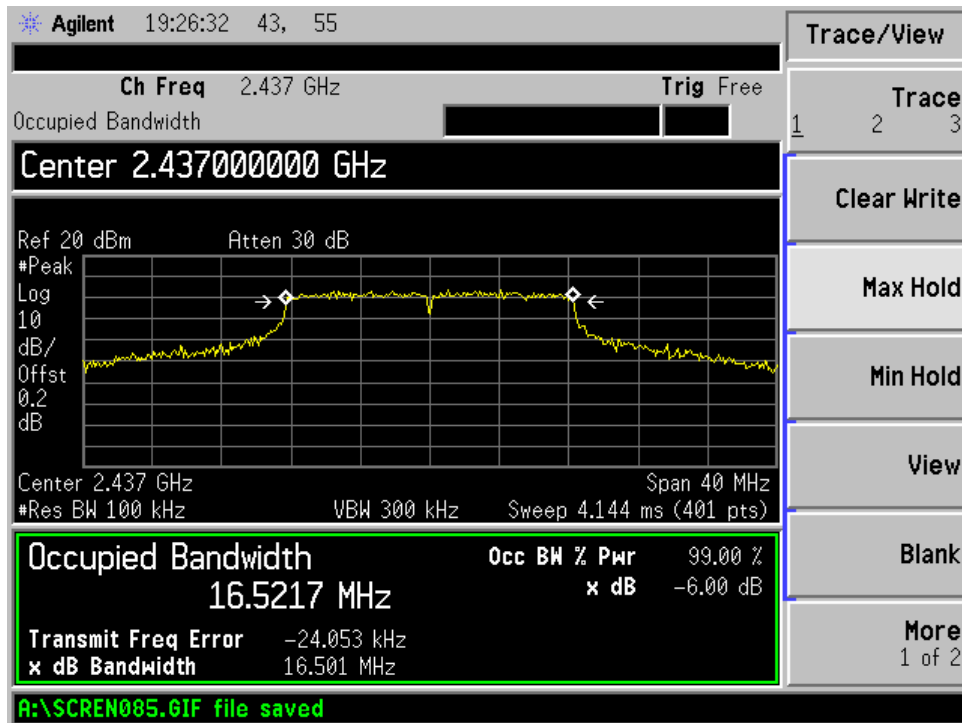 Agilent 19:26:32 43, 55
Trace/View
Ch Freq 2.437 GHz Trig Free
Occupied Bandwidth
Center 2.437000000 GHz
Ref 20 dBm Atten 30 dB
#Peak
Log
10
dB/
Offst
0.2
dB
Center 2.437 GHz Span 40 MHz
#Res BW 100 kHz VBW 300 kHz Sweep 4.144 ms (401 pts)
Occupied Bandwidth
16.5217 MHz
Occ BW % Pwr 99.00 %
x dB -6.00 dB
Transmit Freq Error -24.053 kHz
x dB Bandwidth 16.501 MHz
A:\SCREN085.GIF file saved
Trace
1 2 3
Clear Write
Max Hold
Min Hold
View
Blank
More
1 of 2